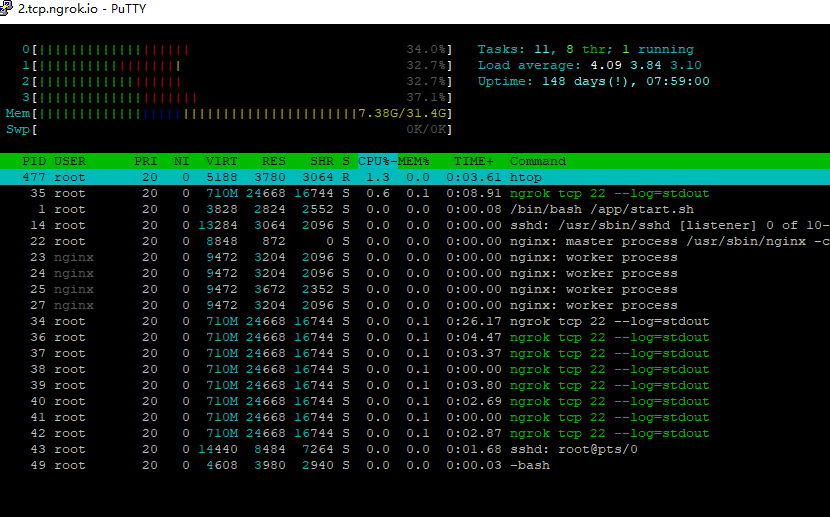 2.tcp.ngrok.io - PuTTY
0[||||||||||||||||||| 34.0%] Tasks: 11, 8 thr; 1 running
1[|||||||||||||||||| 32.7%] Load average: 4.09 3.84 3.10
2[|||||||||||||||||| 32.7%] Uptime: 148 days(!), 07:59:00
3[|||||||||||||||||||| 37.1%]
Mem[||||||||||||||||||||||||||||||||||||||||7.38G/31.4G]
Swp[ 0K/0K]
PID USER PRI NI VIRT RES SHR S CPU%-MEM% TIME+ Command
477 root 20 0 5188 3780 3064 R 1.3 0.0 0:03.61 htop
35 root 20 0 710M 24668 16744 S 0.6 0.1 0:08.91 ngrok tcp 22 --log=stdout
1 root 20 0 3828 2824 2552 S 0.0 0.0 0:00.08 /bin/bash /app/start.sh
14 root 20 0 13284 3064 2096 S 0.0 0.0 0:00.00 sshd: /usr/sbin/sshd [listener] 0 of 10-
22 root 20 0 8848 872 0 S 0.0 0.0 0:00.00 nginx: master process /usr/sbin/nginx -c
23 nginx 20 0 9472 3204 2096 S 0.0 0.0 0:00.00 nginx: worker process
24 nginx 20 0 9472 3204 2096 S 0.0 0.0 0:00.00 nginx: worker process
25 nginx 20 0 9472 3672 2352 S 0.0 0.0 0:00.00 nginx: worker process
27 nginx 20 0 9472 3204 2096 S 0.0 0.0 0:00.00 nginx: worker process
34 root 20 0 710M 24668 16744 S 0.0 0.1 0:26.17 ngrok tcp 22 --log=stdout
36 root 20 0 710M 24668 16744 S 0.0 0.1 0:04.47 ngrok tcp 22 --log=stdout
37 root 20 0 710M 24668 16744 S 0.0 0.1 0:03.37 ngrok tcp 22 --log=stdout
38 root 20 0 710M 24668 16744 S 0.0 0.1 0:00.00 ngrok tcp 22 --log=stdout
39 root 20 0 710M 24668 16744 S 0.0 0.1 0:03.80 ngrok tcp 22 --log=stdout
40 root 20 0 710M 24668 16744 S 0.0 0.1 0:02.69 ngrok tcp 22 --log=stdout
41 root 20 0 710M 24668 16744 S 0.0 0.1 0:00.00 ngrok tcp 22 --log=stdout
42 root 20 0 710M 24668 16744 S 0.0 0.1 0:02.87 ngrok tcp 22 --log=stdout
43 root 20 0 14440 8484 7264 S 0.0 0.0 0:01.68 sshd: root@pts/0
49 root 20 0 4608 3980 2940 S 0.0 0.0 0:00.03 -bash